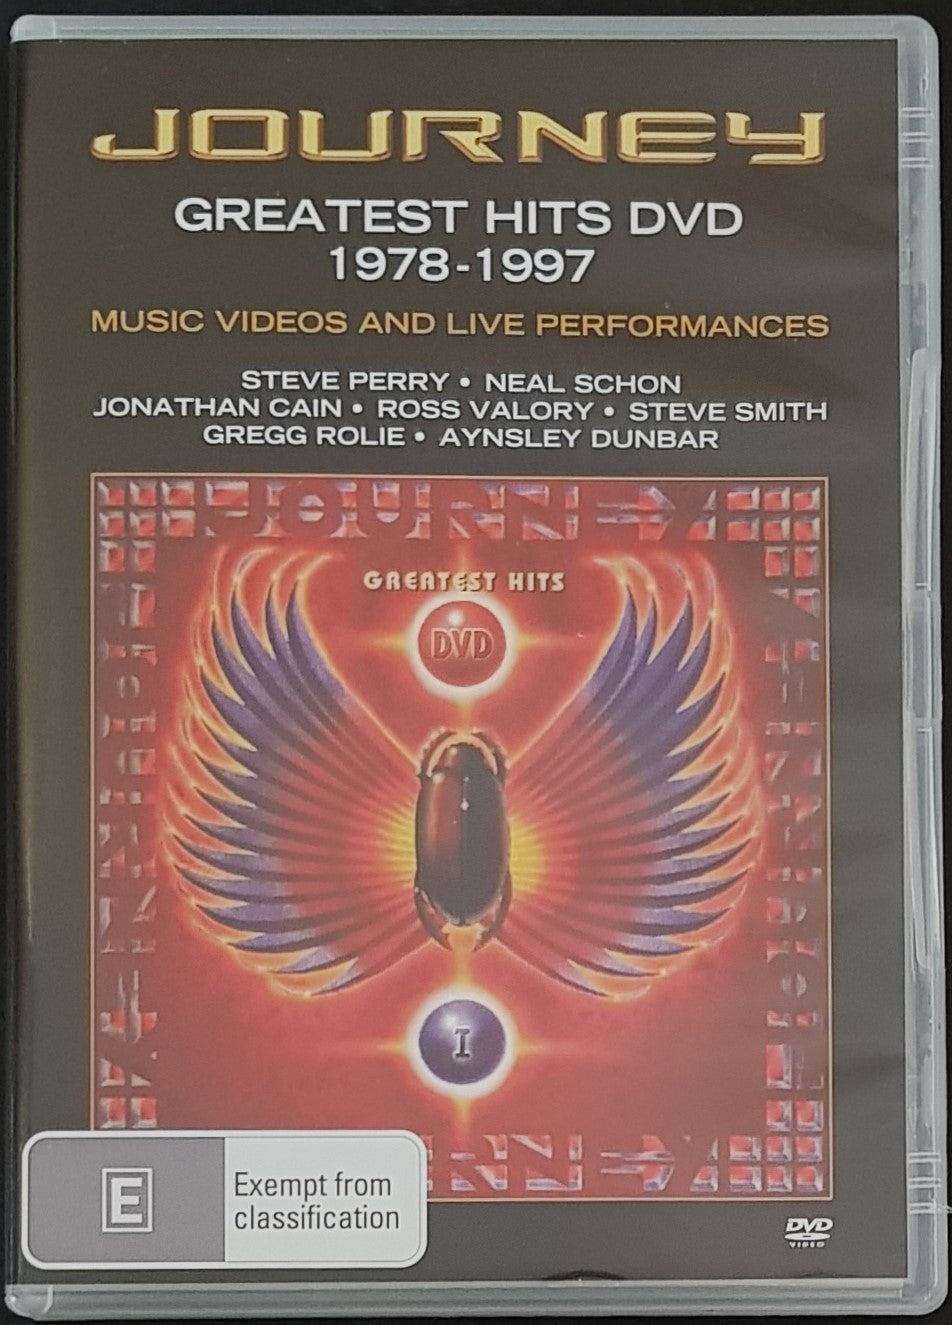 JOURNEY
GREATEST HITS DVD
1978-1997
MUSIC VIDEOS AND LIVE PERFORMANCES
STEVE PERRY • NEAL SCHON
JONATHAN CAIN • ROSS VALORY • STEVE SMITH
GREGG ROLIE • AYNSLEY DUNBAR
GREATEST HITS
DVD
I
E
Exempt from
classification
DVD
VIDEO